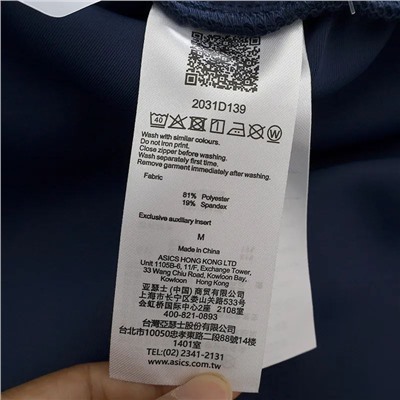 2031D139
40
W
Wash with similar colours.
Do not iron print.
Close zipper before washing.
Wash separately first time.
Remove garment immediately after washing.
Fabric
81% Polyester
19% Spandex
Exclusive auxiliary Insert
M
Made in China
ASICS HONG KONG LTD
Unit 1105B-6, 11/F, Exchange Tower,
33 Wang Chiu Road, Kowloon Bay,
Kowloon Hong Kong
亚瑟士 (中国) 商贸有限公司
上海市长宁区娄山关路553号
会虹桥国际中心2座 2108室
400-821-0893
台灣亞瑟士股份有限公司
台北市10050忠孝東路二段88號14樓
1401室
TEL:(02) 2341-2131
www.asics.com.tw